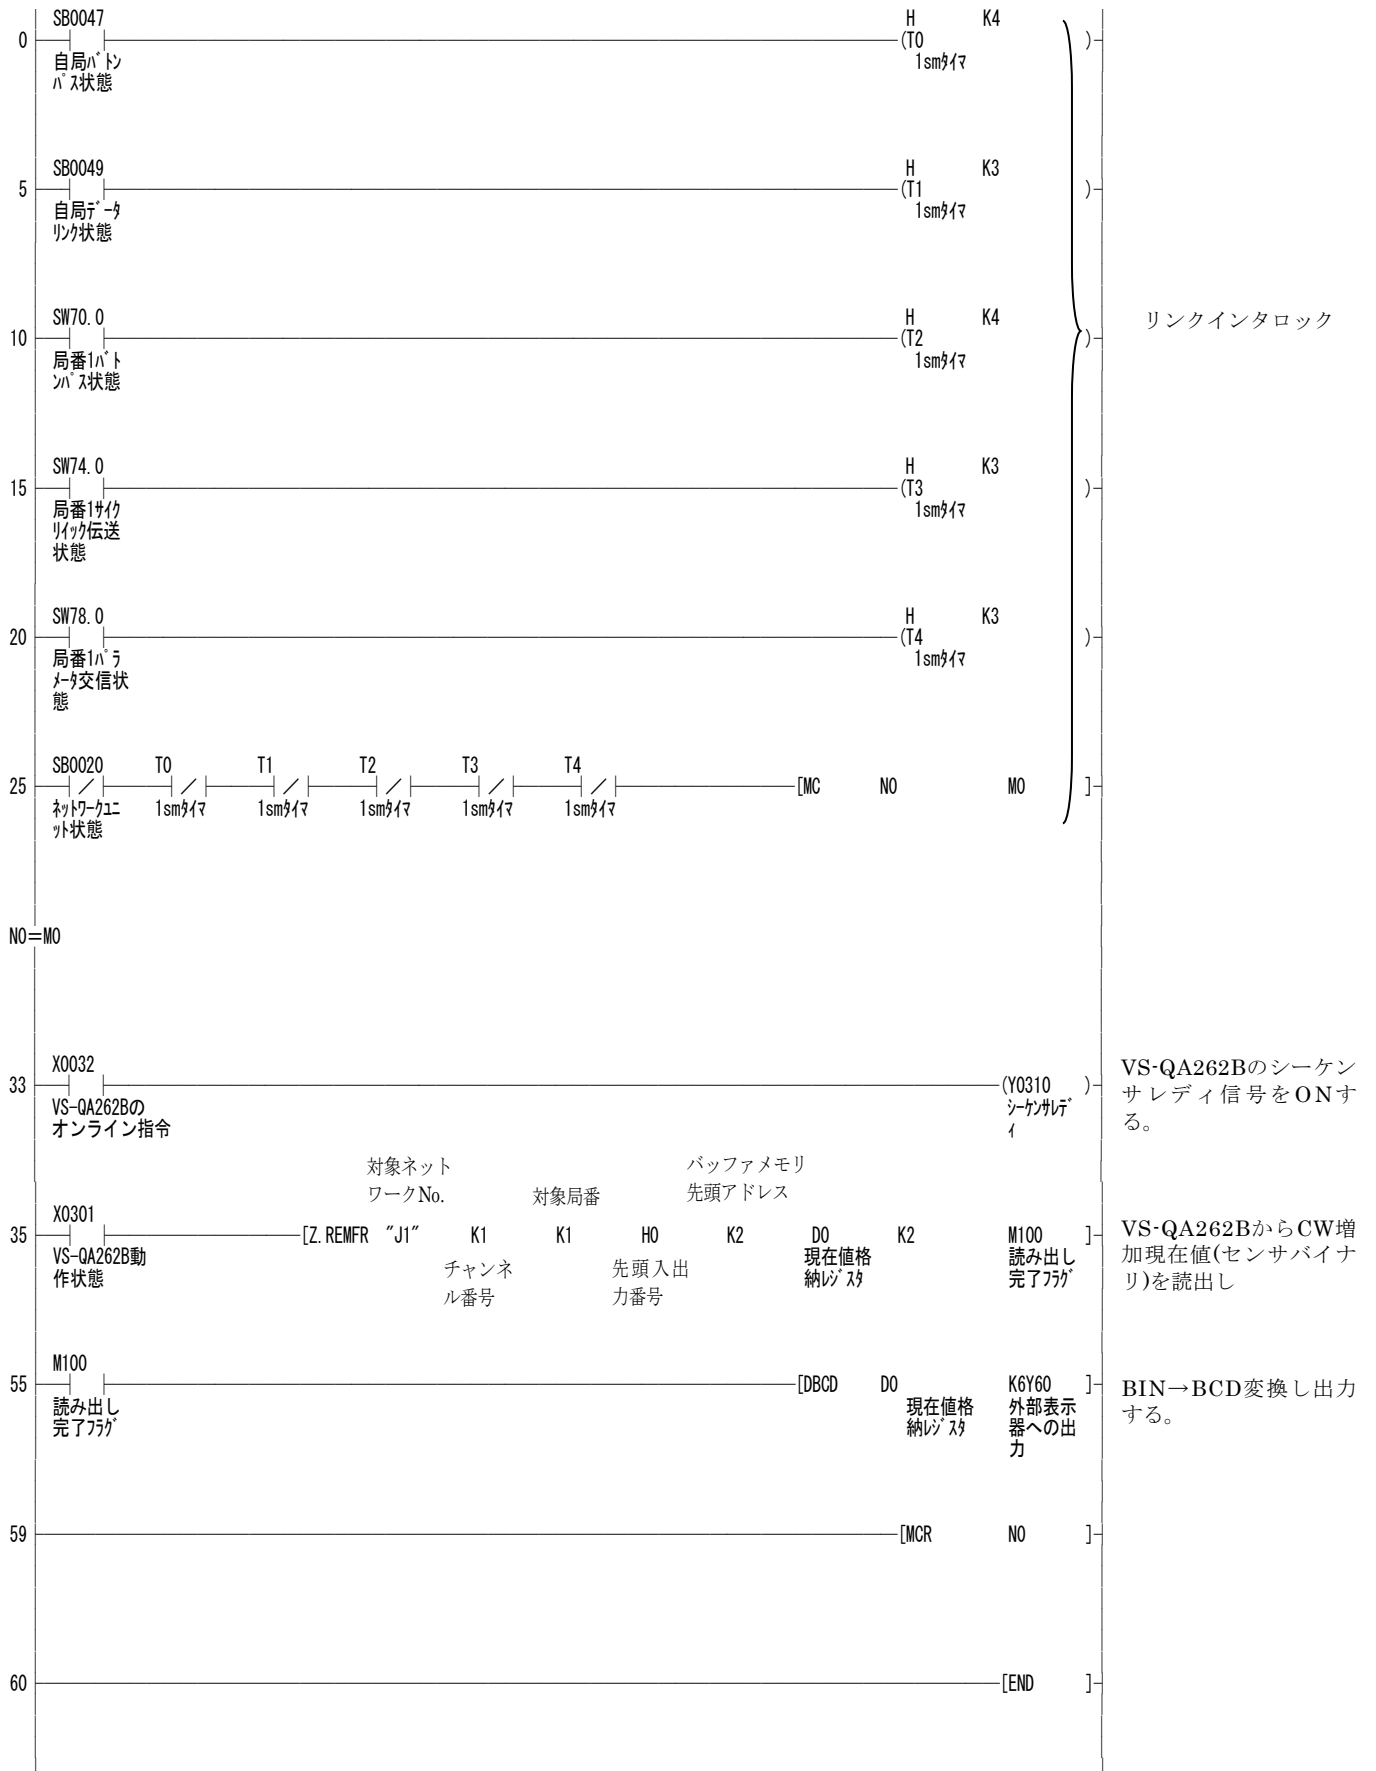 SB0047 H K4
0 (T0 )
自局バトン 1smタイマ
パス状態
SB0049 H K3
5 (T1 )
自局データ 1smタイマ
リンク状態
SW70.0 H K4 リンクインタロック
10 (T2 )
局番1バト 1smタイマ
ンパス状態
SW74.0 H K3
15 (T3 )
局番1サイク 1smタイマ
リイック伝送
状態
SW78.0 H K3
20 (T4 )
局番1パラ 1smタイマ
メータ交信状
態
SB0020 T0 T1 T2 T3 T4
25 [MC N0 M0 ]
ネットワークユニ 1smタイマ 1smタイマ 1smタイマ 1smタイマ 1smタイマ
ット状態
N0=M0
X0032
33 (Y0310 )
VS-QA262Bの シーケンサレデ
オンライン指令 ィ
VS-QA262Bのシーケン
サレディ信号をONす
る。
対象ネット バッファメモリ
ワークNo. 対象局番 先頭アドレス
X0301
35 [Z.REMFR "J1" K1 K1 H0 K2 D0 K2 M100 ]
VS-QA262B動 チャンネ 先頭入出 現在値格 読み出し
作状態 ル番号 力番号 納レジスタ 完了フラグ
VS-QA262BからCW増
加現在値(センサバイナ
リ)を読出し
M100
55 [DBCD D0 K6Y60 ]
読み出し 現在値格 外部表示
完了フラグ 納レジスタ 器への出
力
BIN→BCD変換し出力
する。
59 [MCR N0 ]
60 [END ]